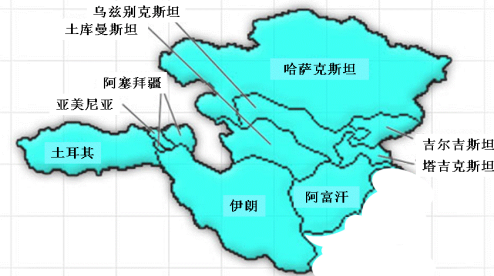 乌兹别克斯坦
土库曼斯坦
哈萨克斯坦
阿塞拜疆
亚美尼亚
土耳其
吉尔吉斯坦
塔吉克斯坦
伊朗
阿富汗